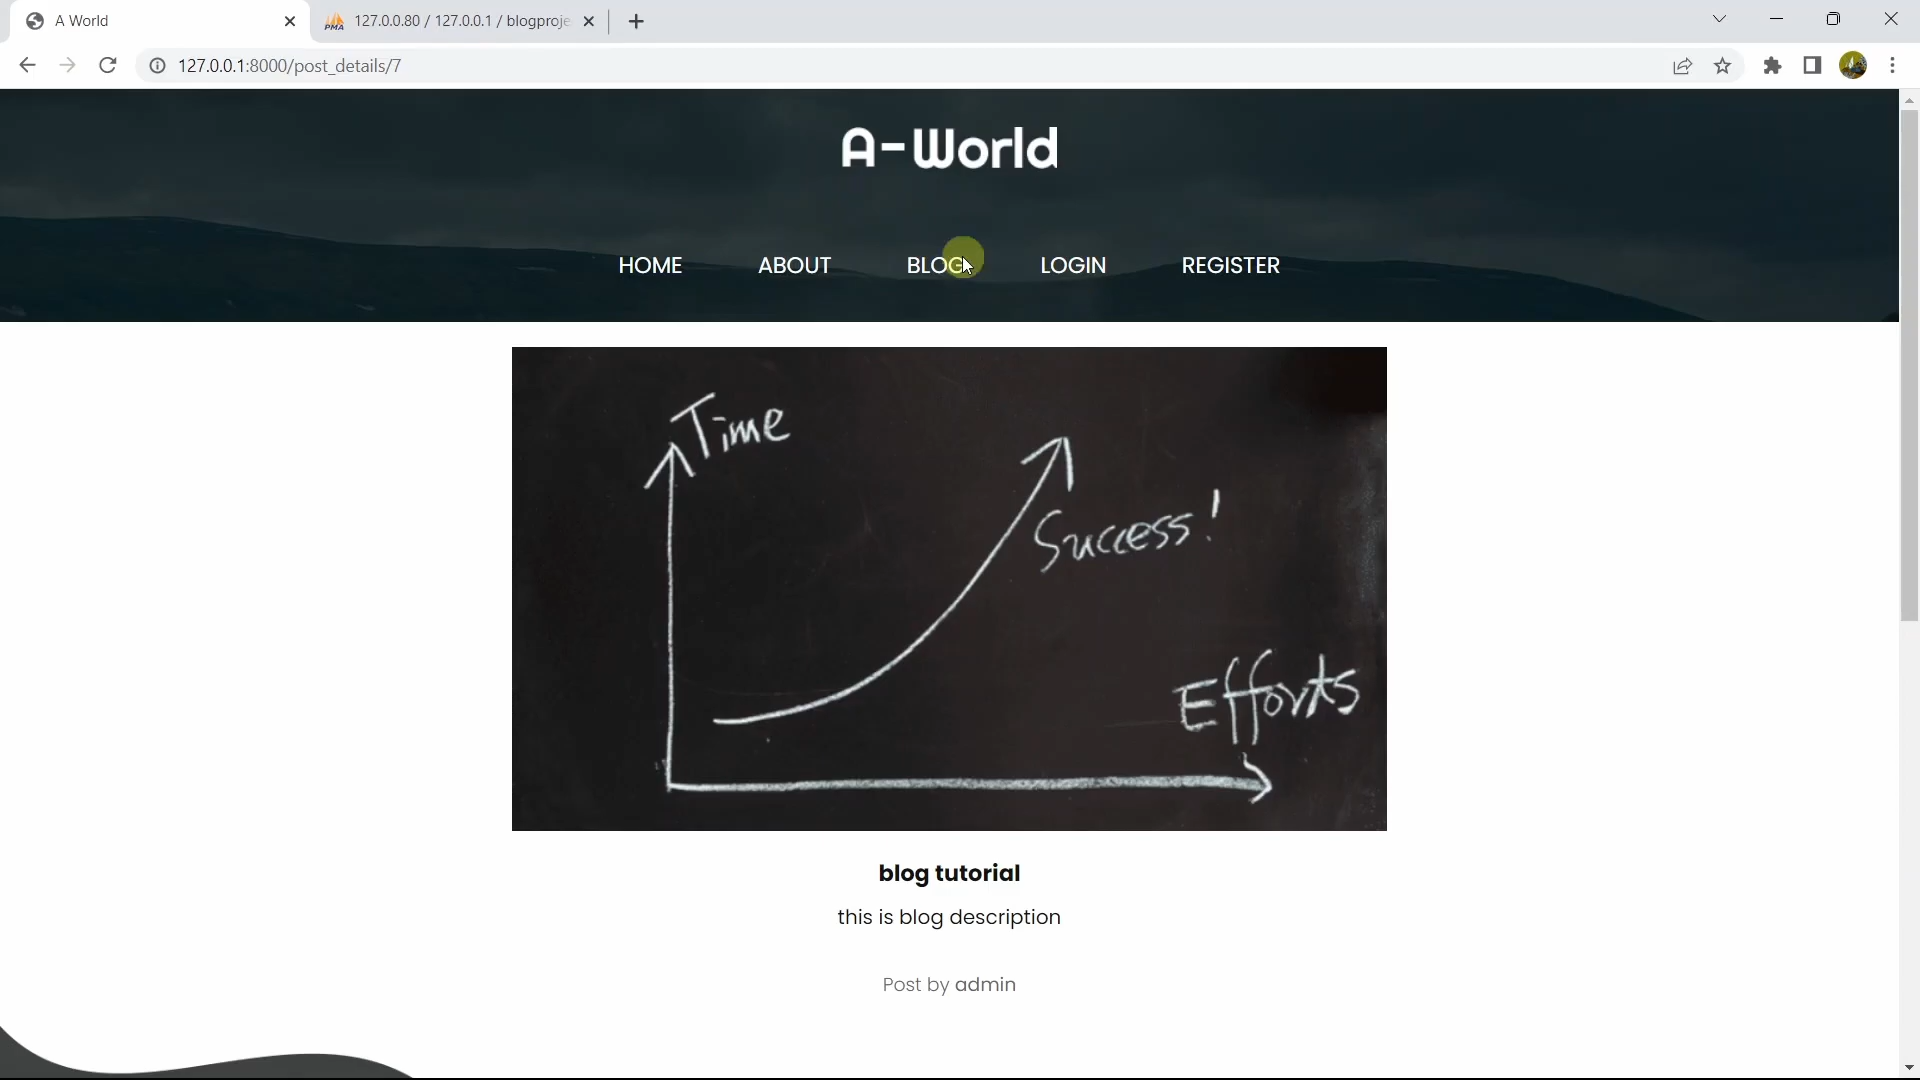 A World
PMA
127.0.0.80 / 127.0.0.1 / blogproje
127.0.0.1:8000/post_details/7
A-World
HOME ABOUT BLOG LOGIN REGISTER
Time
Success!
Efforts
blog tutorial
this is blog description
Post by admin